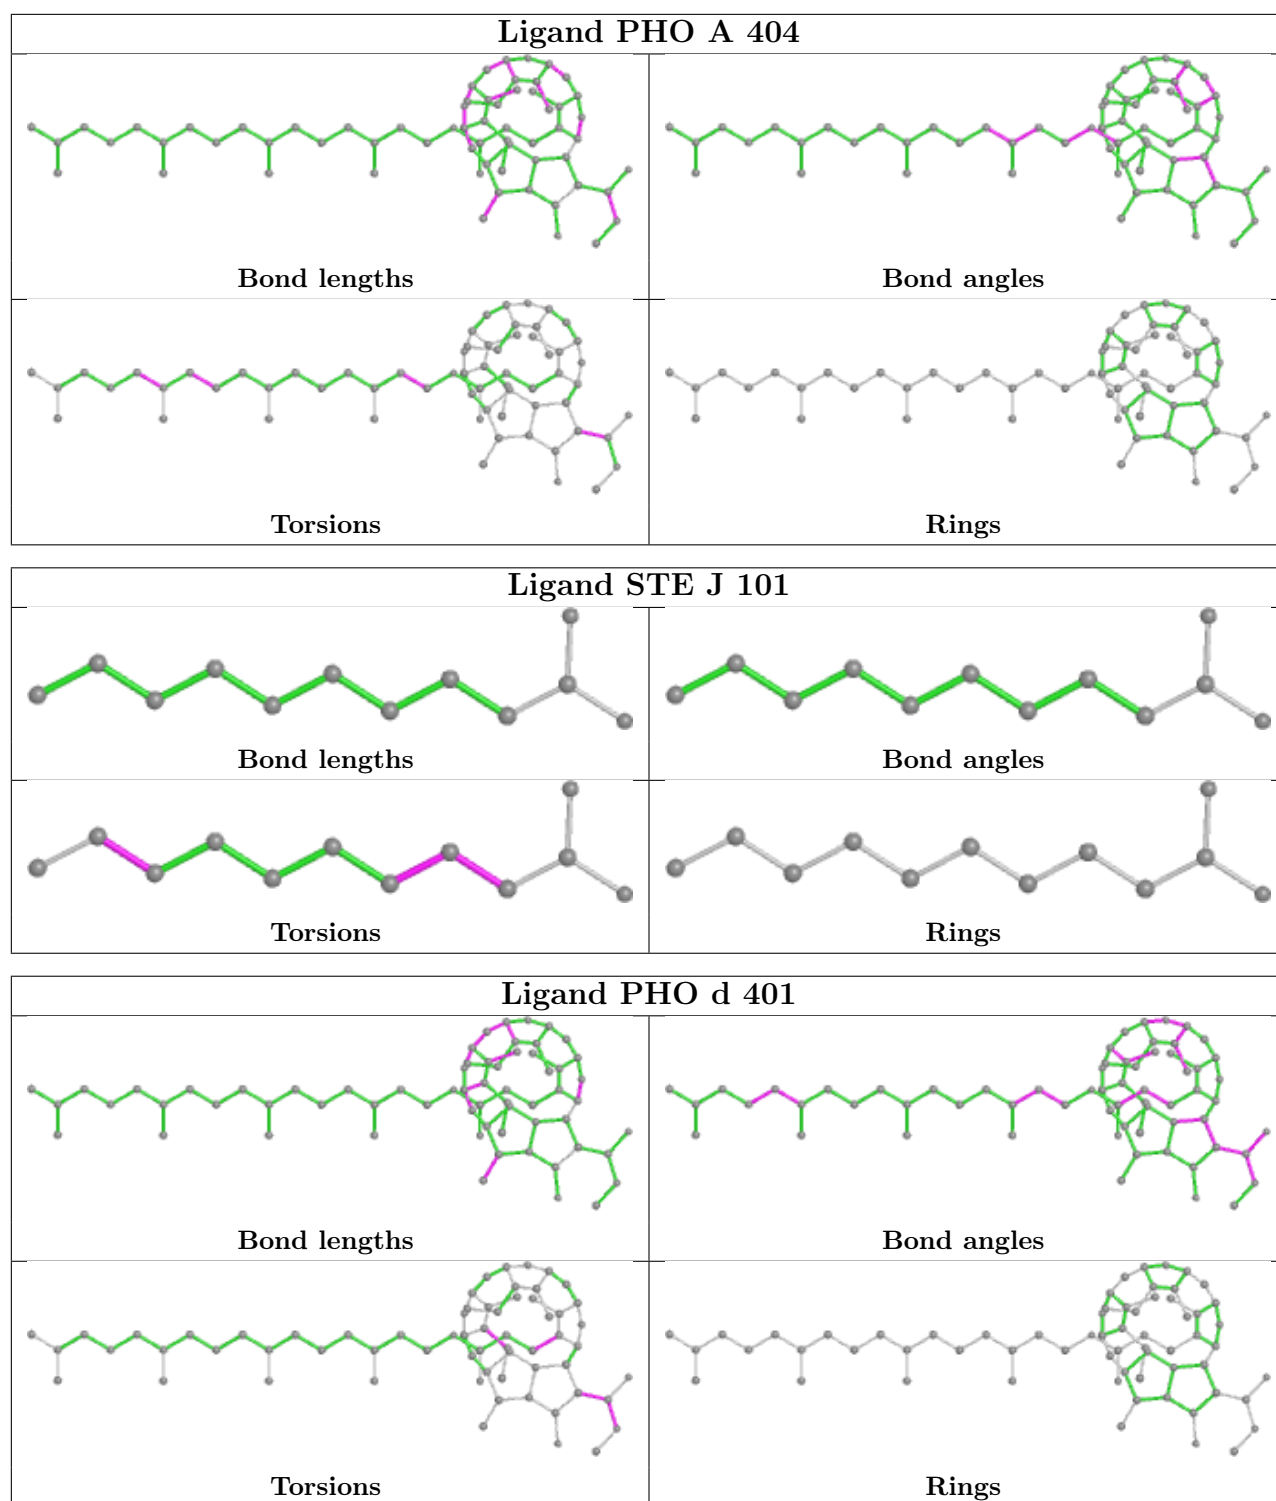 Ligand PHO A 404
Bond lengths
Bond angles
Torsions
Rings
Ligand STE J 101
Bond lengths
Bond angles
Torsions
Rings
Ligand PHO d 401
Bond lengths
Bond angles
Torsions
Rings